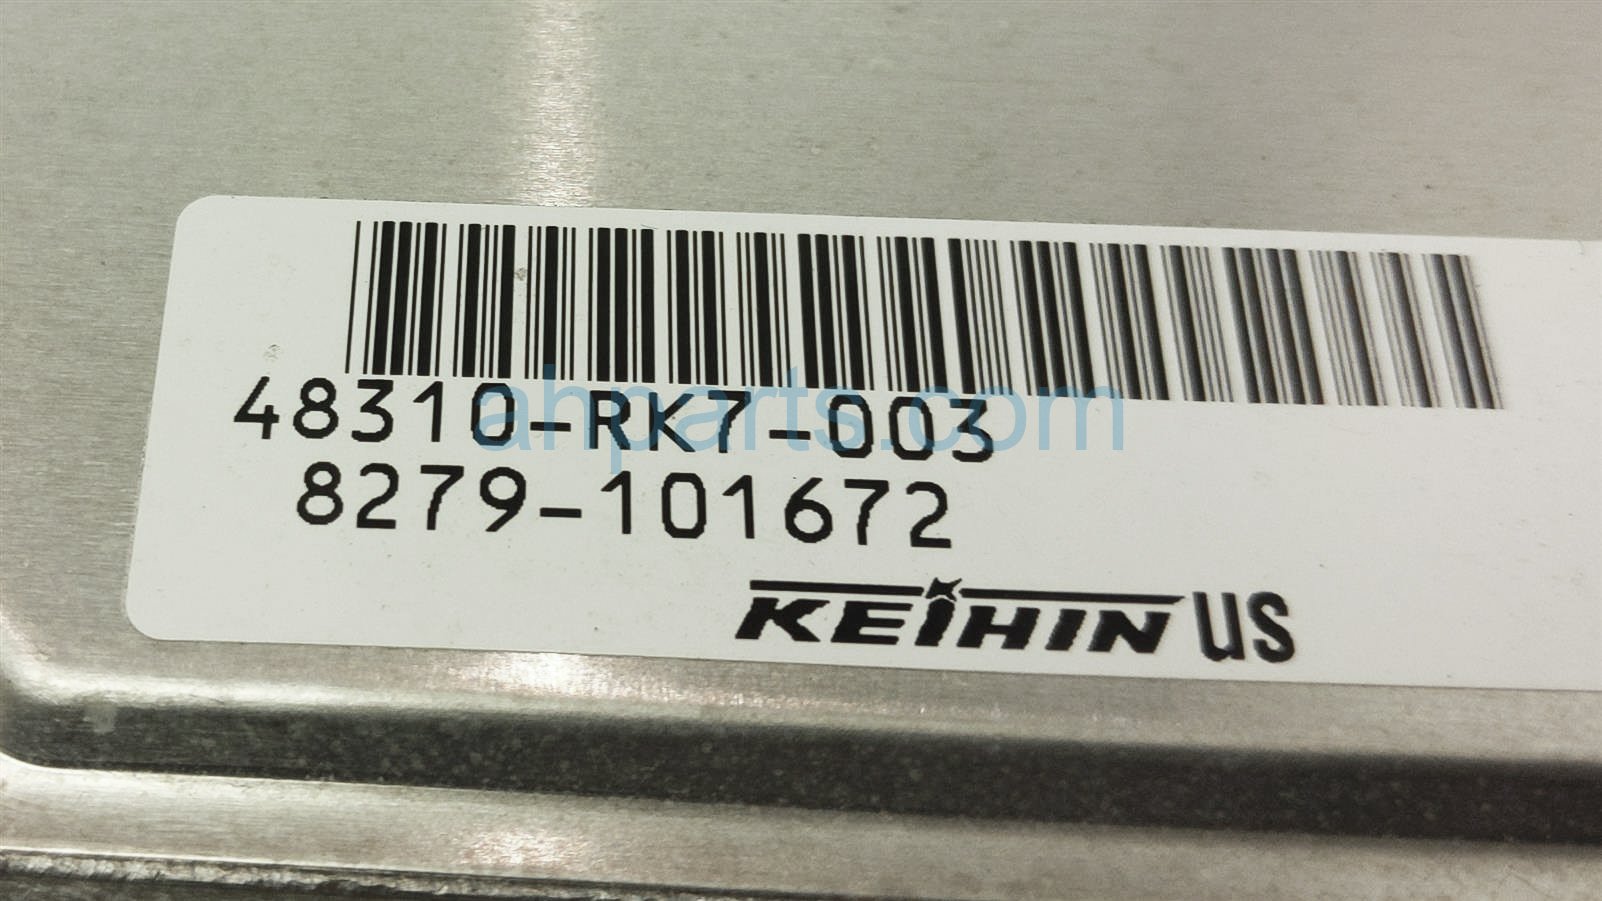 48310-RK7-003
ahparts.com
8279-101672
KEIHIN US